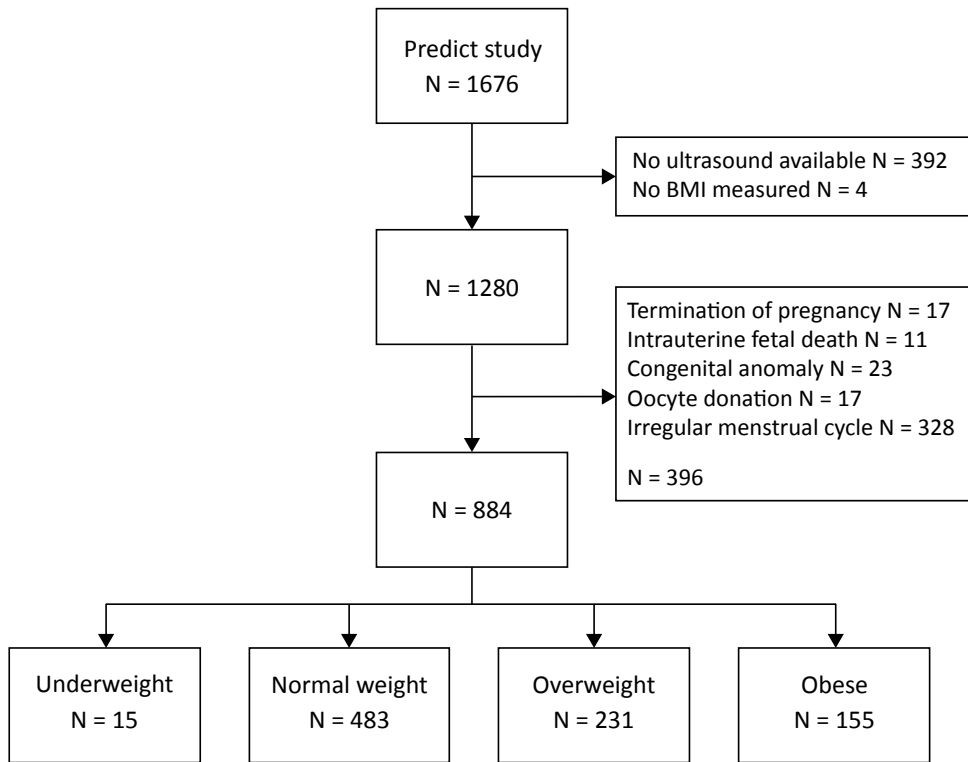 Predict study
N = 1676
No ultrasound available N = 392
No BMI measured N = 4
N = 1280
Termination of pregnancy N = 17
Intrauterine fetal death N = 11
Congenital anomaly N = 23
Oocyte donation N = 17
Irregular menstrual cycle N = 328
N = 396
N = 884
Underweight
N = 15
Normal weight
N = 483
Overweight
N = 231
Obese
N = 155